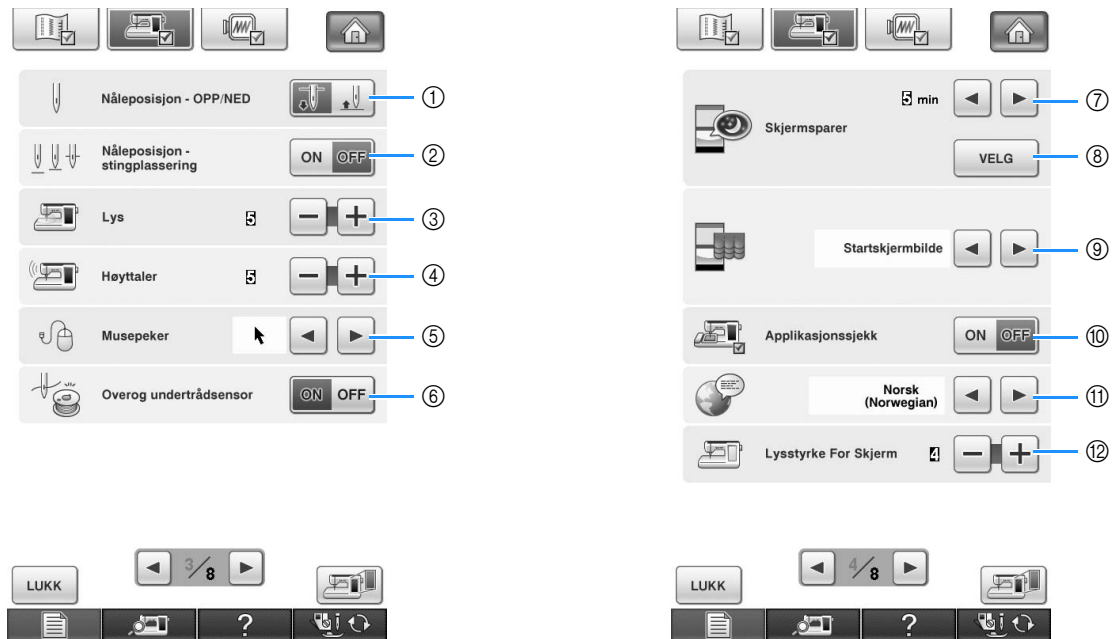 Nåleposisjon - OPP/NED
①
Nåleposisjon -
stingplassering
ON OFF
②
Lys 5
③
Høyttaler 5
④
Musepeker
⑤
Overog undertrådsensor ON OFF
⑥
3/8
LUKK
?
5 min
⑦
Skjermsparer
VELG
⑧
Startskjermbilde
⑨
Applikasjonssjekk ON OFF
⑩
Norsk
(Norwegian)
⑪
Lysstyrke For Skjerm 4
⑫
4/8
LUKK
?